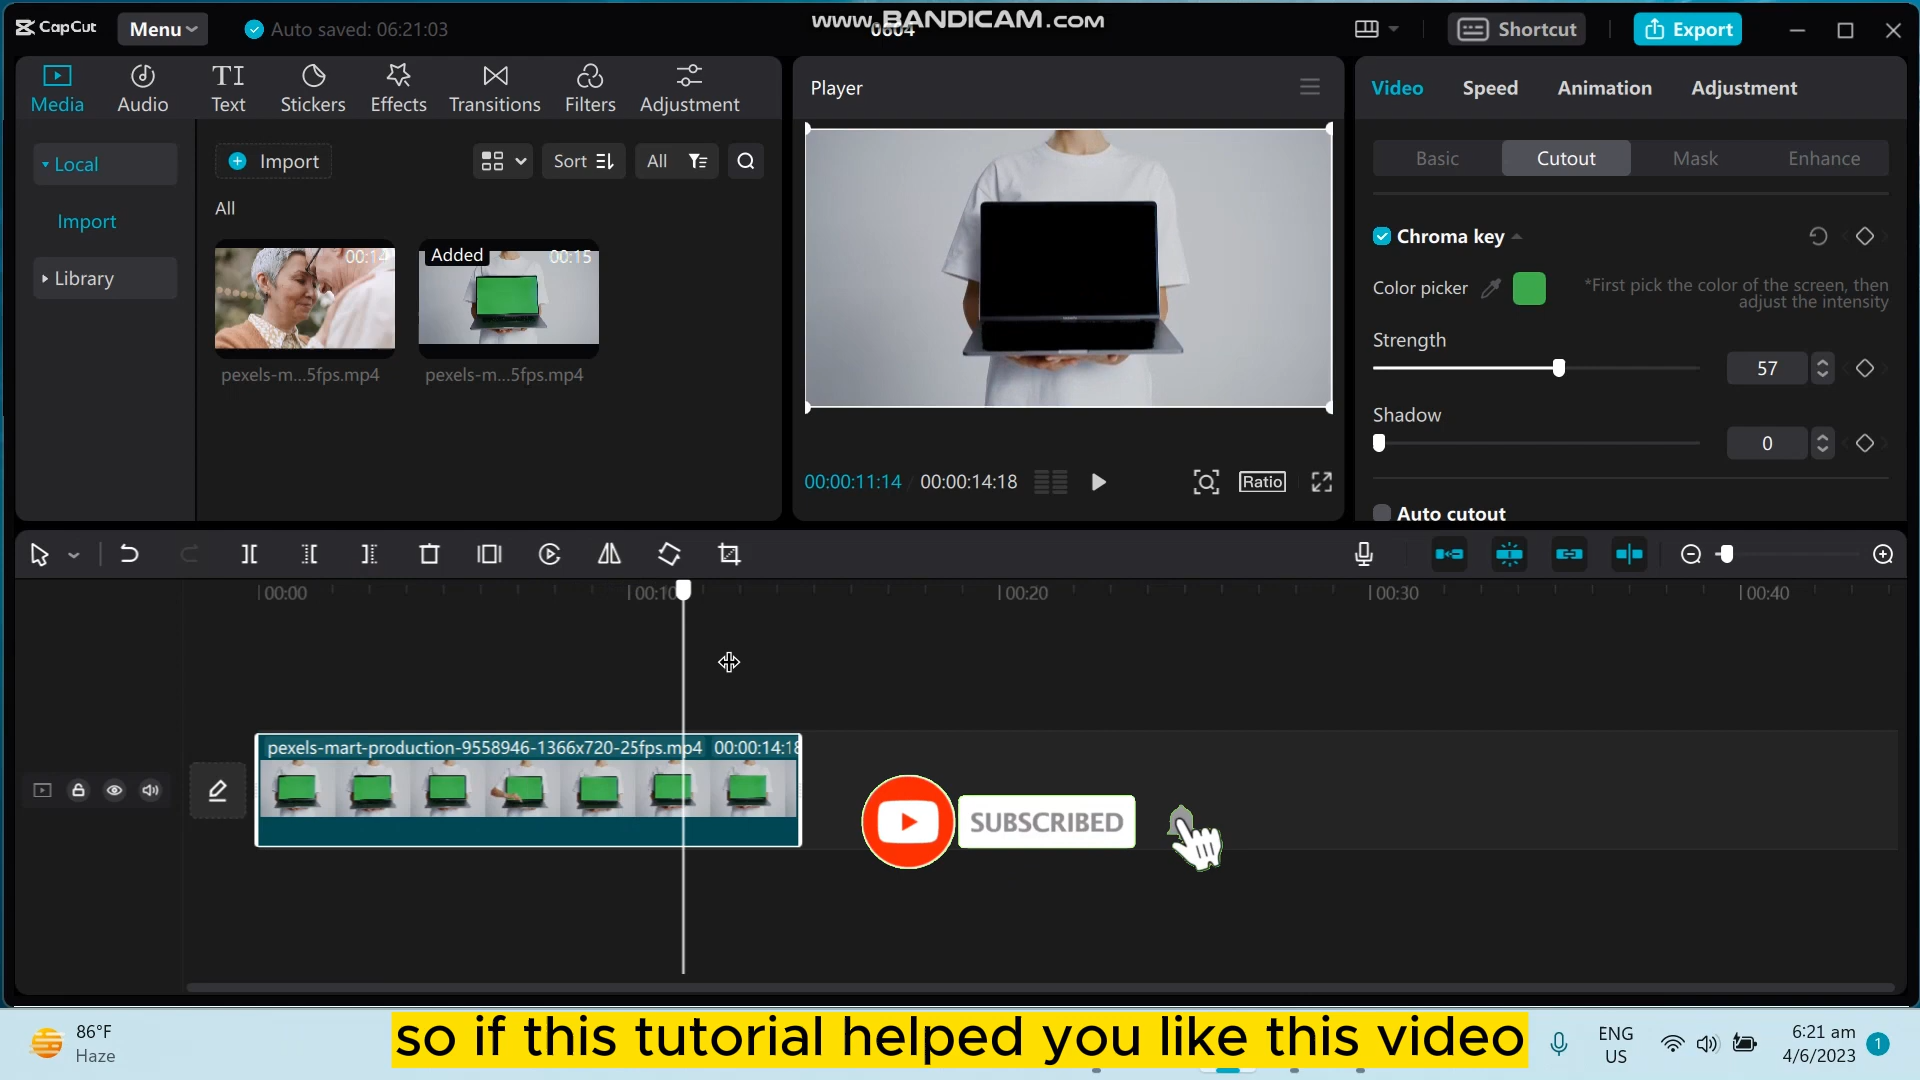 CapCut
Menu
Auto saved: 06:21:03
www.BANDICAM.com
0604
Shortcut
Export
Media
Audio
Text
Stickers
Effects
Transitions
Filters
Adjustment
Local
Import
Library
Import
Sort
All
All
00:14
Added
00:15
pexels-m...5fps.mp4
pexels-m...5fps.mp4
Player
00:00:11:14
00:00:14:18
Ratio
Video
Speed
Animation
Adjustment
Basic
Cutout
Mask
Enhance
Chroma key
Color picker
*First pick the color of the screen, then
adjust the intensity
Strength
57
Shadow
0
Auto cutout
00:00
00:10
00:20
00:30
00:40
pexels-mart-production-9558946-1366x720-25fps.mp4 00:00:14:18
SUBSCRIBED
86°F
Haze
so if this tutorial helped you like this video
ENG
US
6:21 am
4/6/2023
1